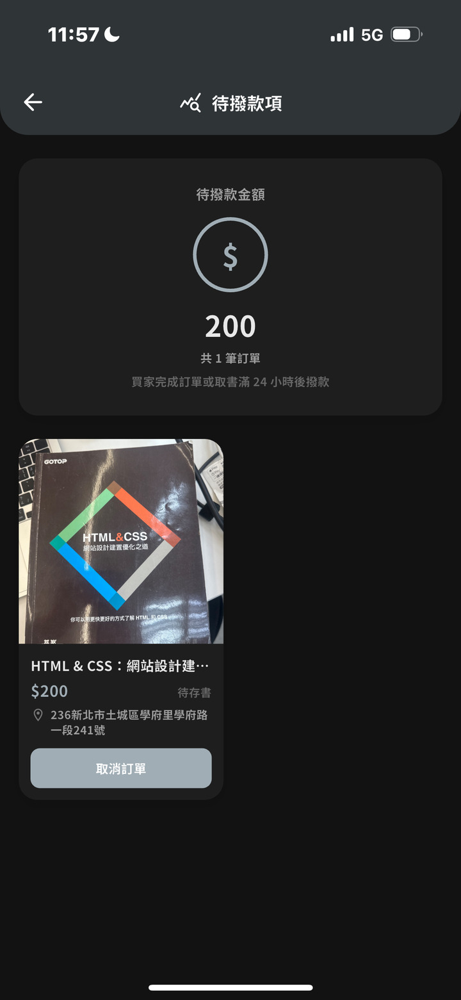 11:57
5G
待撥款項
待撥款金額
$
200
共 1 筆訂單
買家完成訂單或取書滿 24 小時後撥款
GOTOP
HTML&CSS
網站設計建置優化之道
你可以用更快更好的方式了解 HTML 和 CSS
HTML & CSS：網站設計建…
$200
待存書
236新北市土城區學府里學府路
一段241號
取消訂單